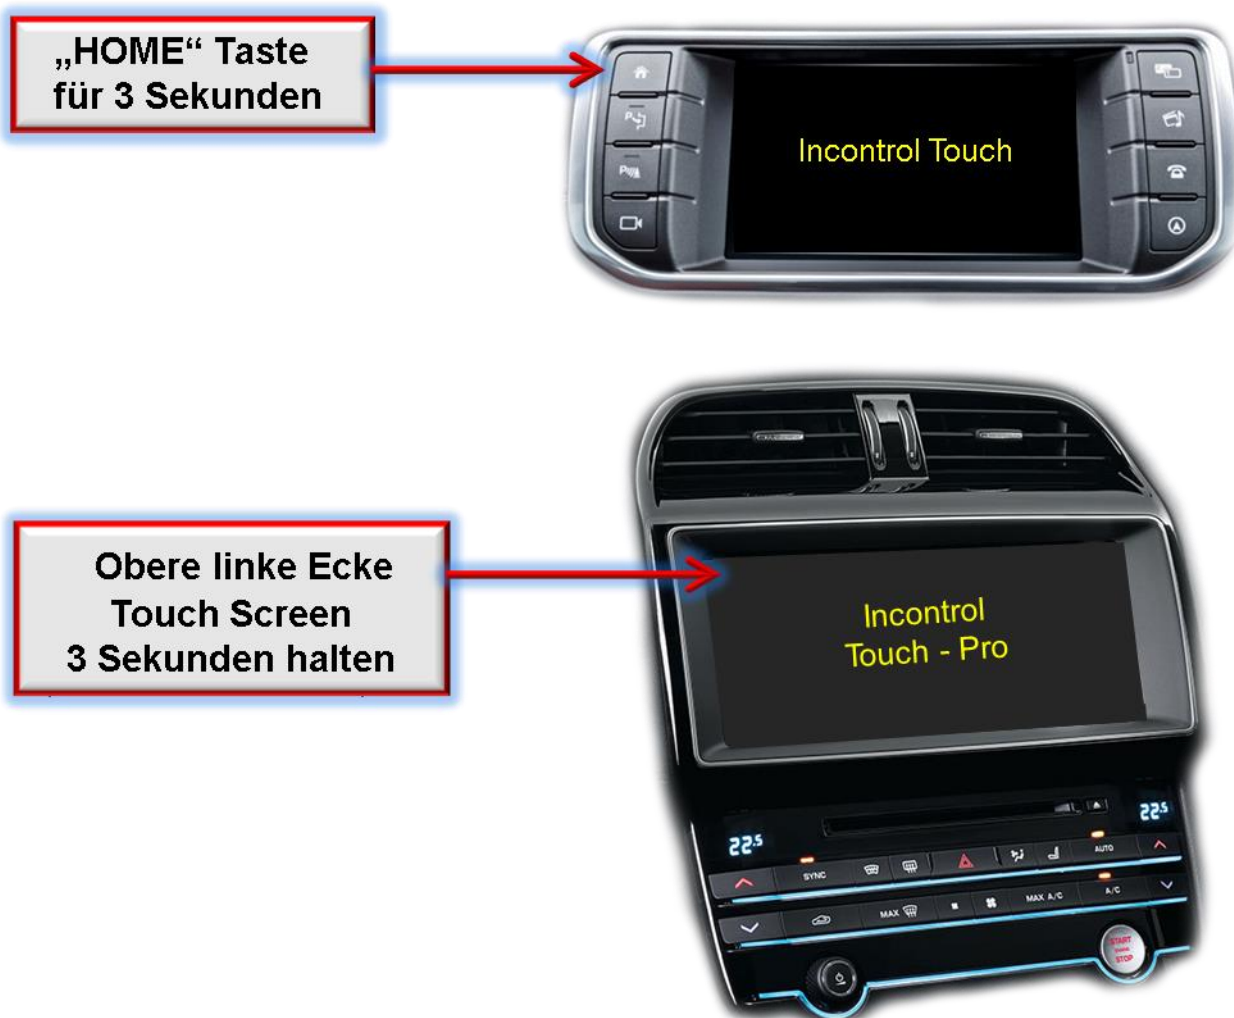 „HOME“ Taste
für 3 Sekunden
Incontrol Touch
Obere linke Ecke
Touch Screen
3 Sekunden halten
Incontrol
Touch - Pro
22.5
22.5
SYNC
AUTO
MAX
MAX A/C
A/C
START
STOP